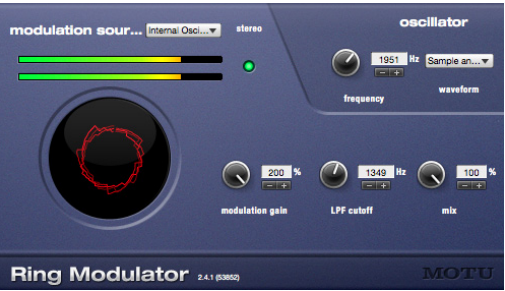 modulation sour... Internal Osci... stereo
oscillator
1951 Hz Sample an...
frequency waveform
200 % 1349 Hz 100 %
modulation gain LPF cutoff mix
Ring Modulator 2.4.1 (53852) MOTU